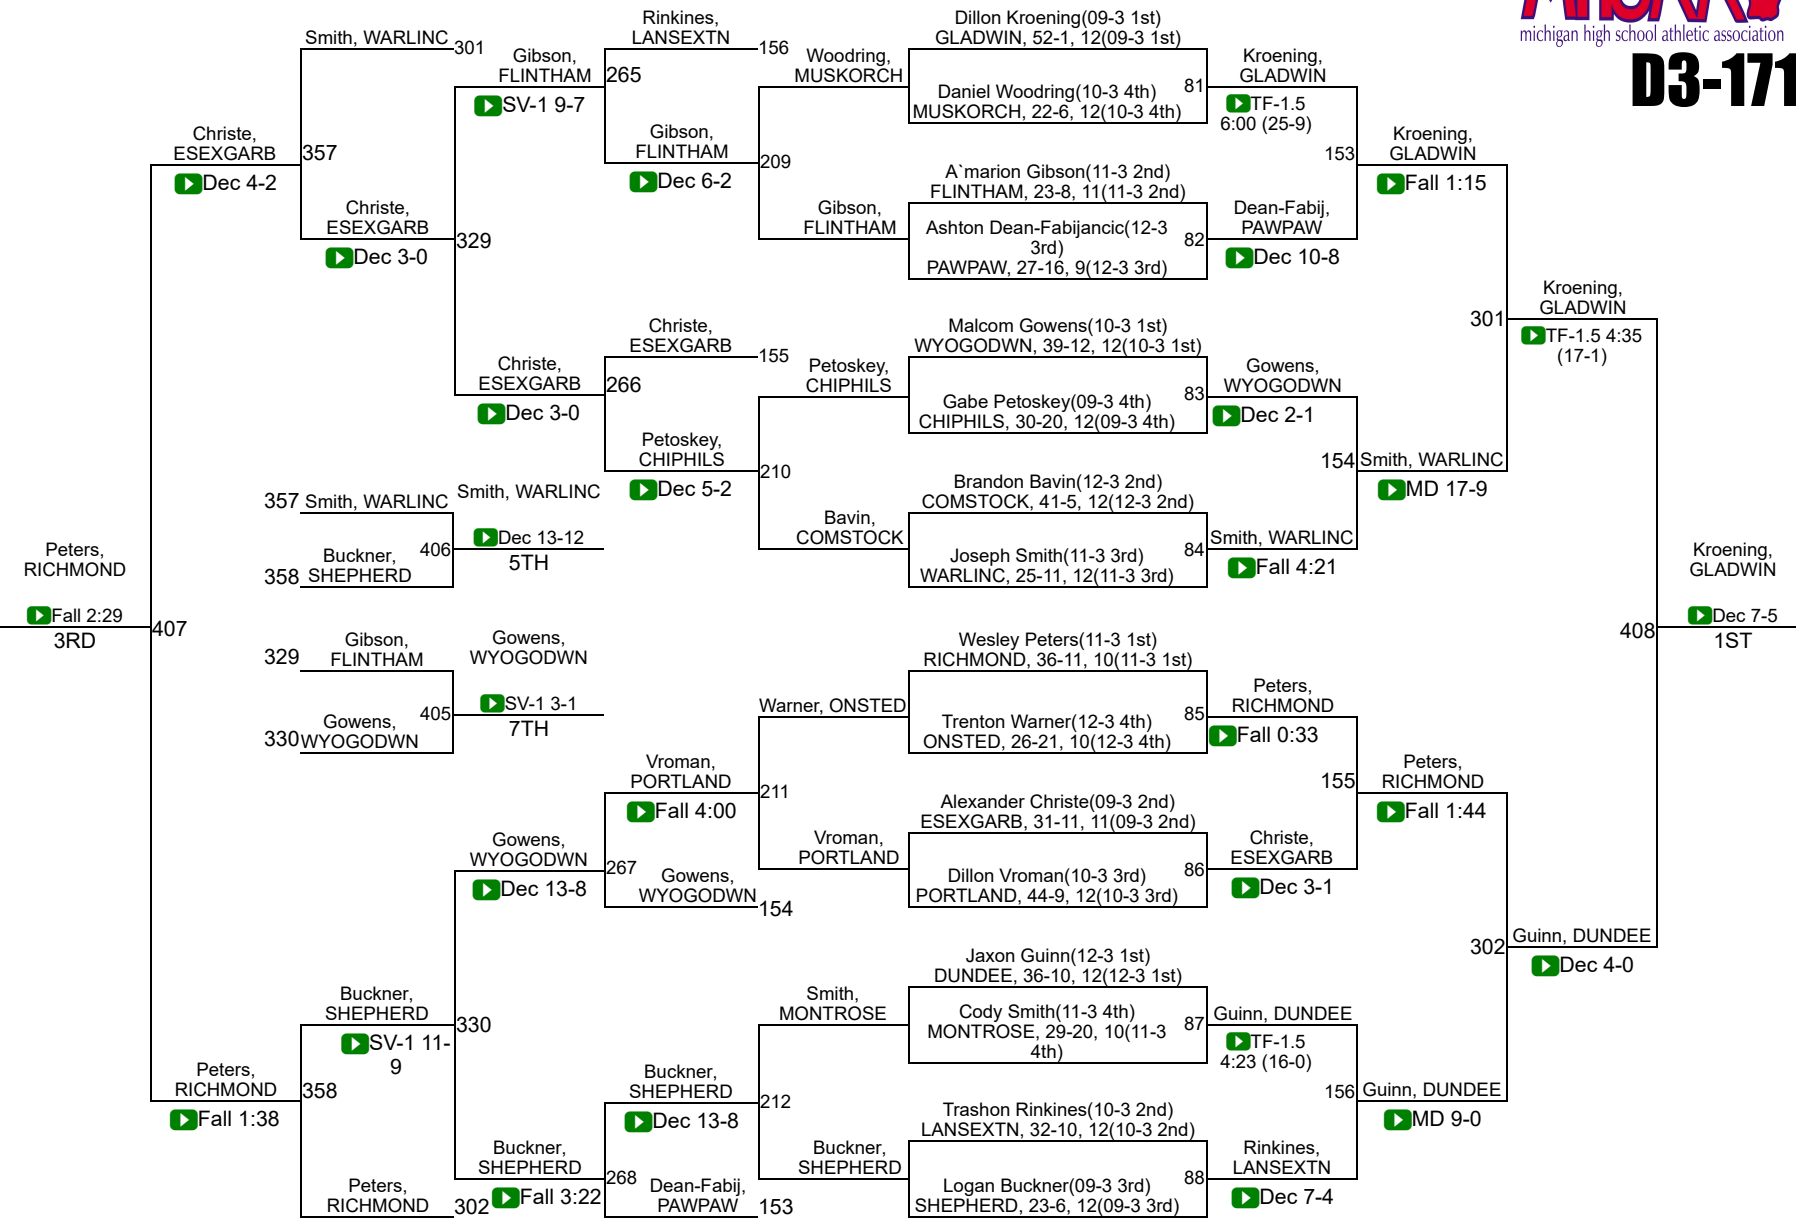 michigan high school athletic association
D3-171
Smith, WARLINC
301
Christe,
ESEXGARB
357
Dec 4-2
Christe,
ESEXGARB
Dec 3-0
Gibson,
FLINTHAM
265
SV-1 9-7
329
Christe,
ESEXGARB
266
Dec 3-0
Rinkines,
LANSEXTN
156
Gibson,
FLINTHAM
209
Dec 6-2
Christe,
ESEXGARB
155
Petoskey,
CHIPHILS
210
Dec 5-2
Woodring,
MUSKORCH
Gibson,
FLINTHAM
Petoskey,
CHIPHILS
Bavin,
COMSTOCK
Dillon Kroening(09-3 1st)
GLADWIN, 52-1, 12(09-3 1st)
Daniel Woodring(10-3 4th)
MUSKORCH, 22-6, 12(10-3 4th)
81
A`marion Gibson(11-3 2nd)
FLINTHAM, 23-8, 11(11-3 2nd)
Ashton Dean-Fabijancic(12-3
3rd)
PAWPAW, 27-16, 9(12-3 3rd)
82
Malcom Gowens(10-3 1st)
WYOGODWN, 39-12, 12(10-3 1st)
Gabe Petoskey(09-3 4th)
CHIPHILS, 30-20, 12(09-3 4th)
83
Brandon Bavin(12-3 2nd)
COMSTOCK, 41-5, 12(12-3 2nd)
Joseph Smith(11-3 3rd)
WARLINC, 25-11, 12(11-3 3rd)
84
Kroening,
GLADWIN
TF-1.5
6:00 (25-9)
153
Dean-Fabij,
PAWPAW
Dec 10-8
Gowens,
WYOGODWN
Dec 2-1
154
Smith, WARLINC
Fall 4:21
Kroening,
GLADWIN
Fall 1:15
301
Smith, WARLINC
MD 17-9
Kroening,
GLADWIN
TF-1.5 4:35
(17-1)
357
Smith, WARLINC
Smith, WARLINC
Dec 13-12
5TH
406
358
Buckner,
SHEPHERD
Peters,
RICHMOND
Fall 2:29
3RD
407
329
Gibson,
FLINTHAM
Gowens,
WYOGODWN
SV-1 3-1
7TH
405
330
Gowens,
WYOGODWN
Kroening,
GLADWIN
Dec 7-5
1ST
408
Warner, ONSTED
Vroman,
PORTLAND
211
Fall 4:00
Vroman,
PORTLAND
Gowens,
WYOGODWN
267
Dec 13-8
Gowens,
WYOGODWN
154
Buckner,
SHEPHERD
330
SV-1 11-
9
Peters,
RICHMOND
358
Fall 1:38
Peters,
RICHMOND
302
Buckner,
SHEPHERD
268
Fall 3:22
Buckner,
SHEPHERD
212
Dec 13-8
Dean-Fabij,
PAWPAW
153
Smith,
MONTROSE
Buckner,
SHEPHERD
Wesley Peters(11-3 1st)
RICHMOND, 36-11, 10(11-3 1st)
Trenton Warner(12-3 4th)
ONSTED, 26-21, 10(12-3 4th)
85
Alexander Christe(09-3 2nd)
ESEXGARB, 31-11, 11(09-3 2nd)
Dillon Vroman(10-3 3rd)
PORTLAND, 44-9, 12(10-3 3rd)
86
Jaxon Guinn(12-3 1st)
DUNDEE, 36-10, 12(12-3 1st)
Cody Smith(11-3 4th)
MONTROSE, 29-20, 10(11-3
4th)
87
Trashon Rinkines(10-3 2nd)
LANSEXTN, 32-10, 12(10-3 2nd)
Logan Buckner(09-3 3rd)
SHEPHERD, 23-6, 12(09-3 3rd)
88
Peters,
RICHMOND
Fall 0:33
155
Christe,
ESEXGARB
Dec 3-1
Guinn, DUNDEE
TF-1.5
4:23 (16-0)
156
Rinkines,
LANSEXTN
Dec 7-4
Peters,
RICHMOND
Fall 1:44
302
Guinn, DUNDEE
MD 9-0
Guinn, DUNDEE
Dec 4-0